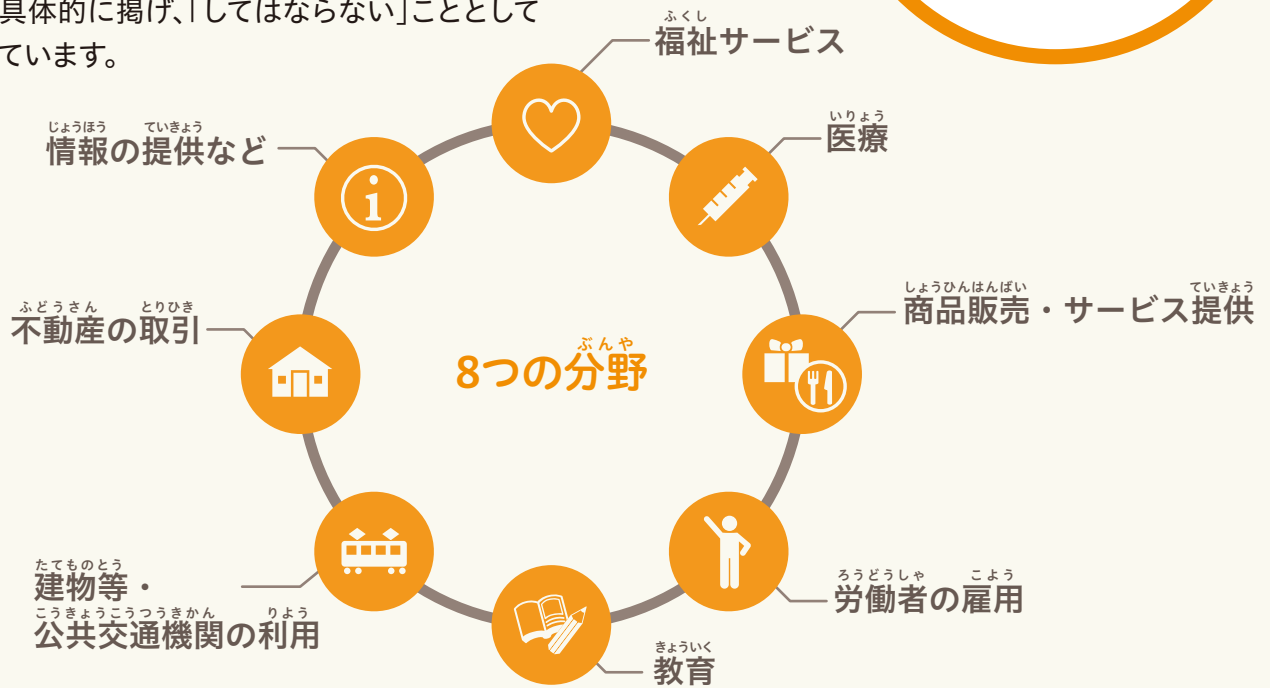 具体的に掲げ、「してはならない」こととして
ています。
ふくし
福祉サービス
いりょう
医療
しょうひんはんばい ていきょう
商品販売・サービス提供
ろうどうしゃ こよう
労働者の雇用
きょういく
教育
たてものとう
建物等・
こうきょうこうつうきかん りよう
公共交通機関の利用
ふどうさん とりひき
不動産の取引
じょうほう ていきょう
情報の提供など
ぶんや
8つの分野